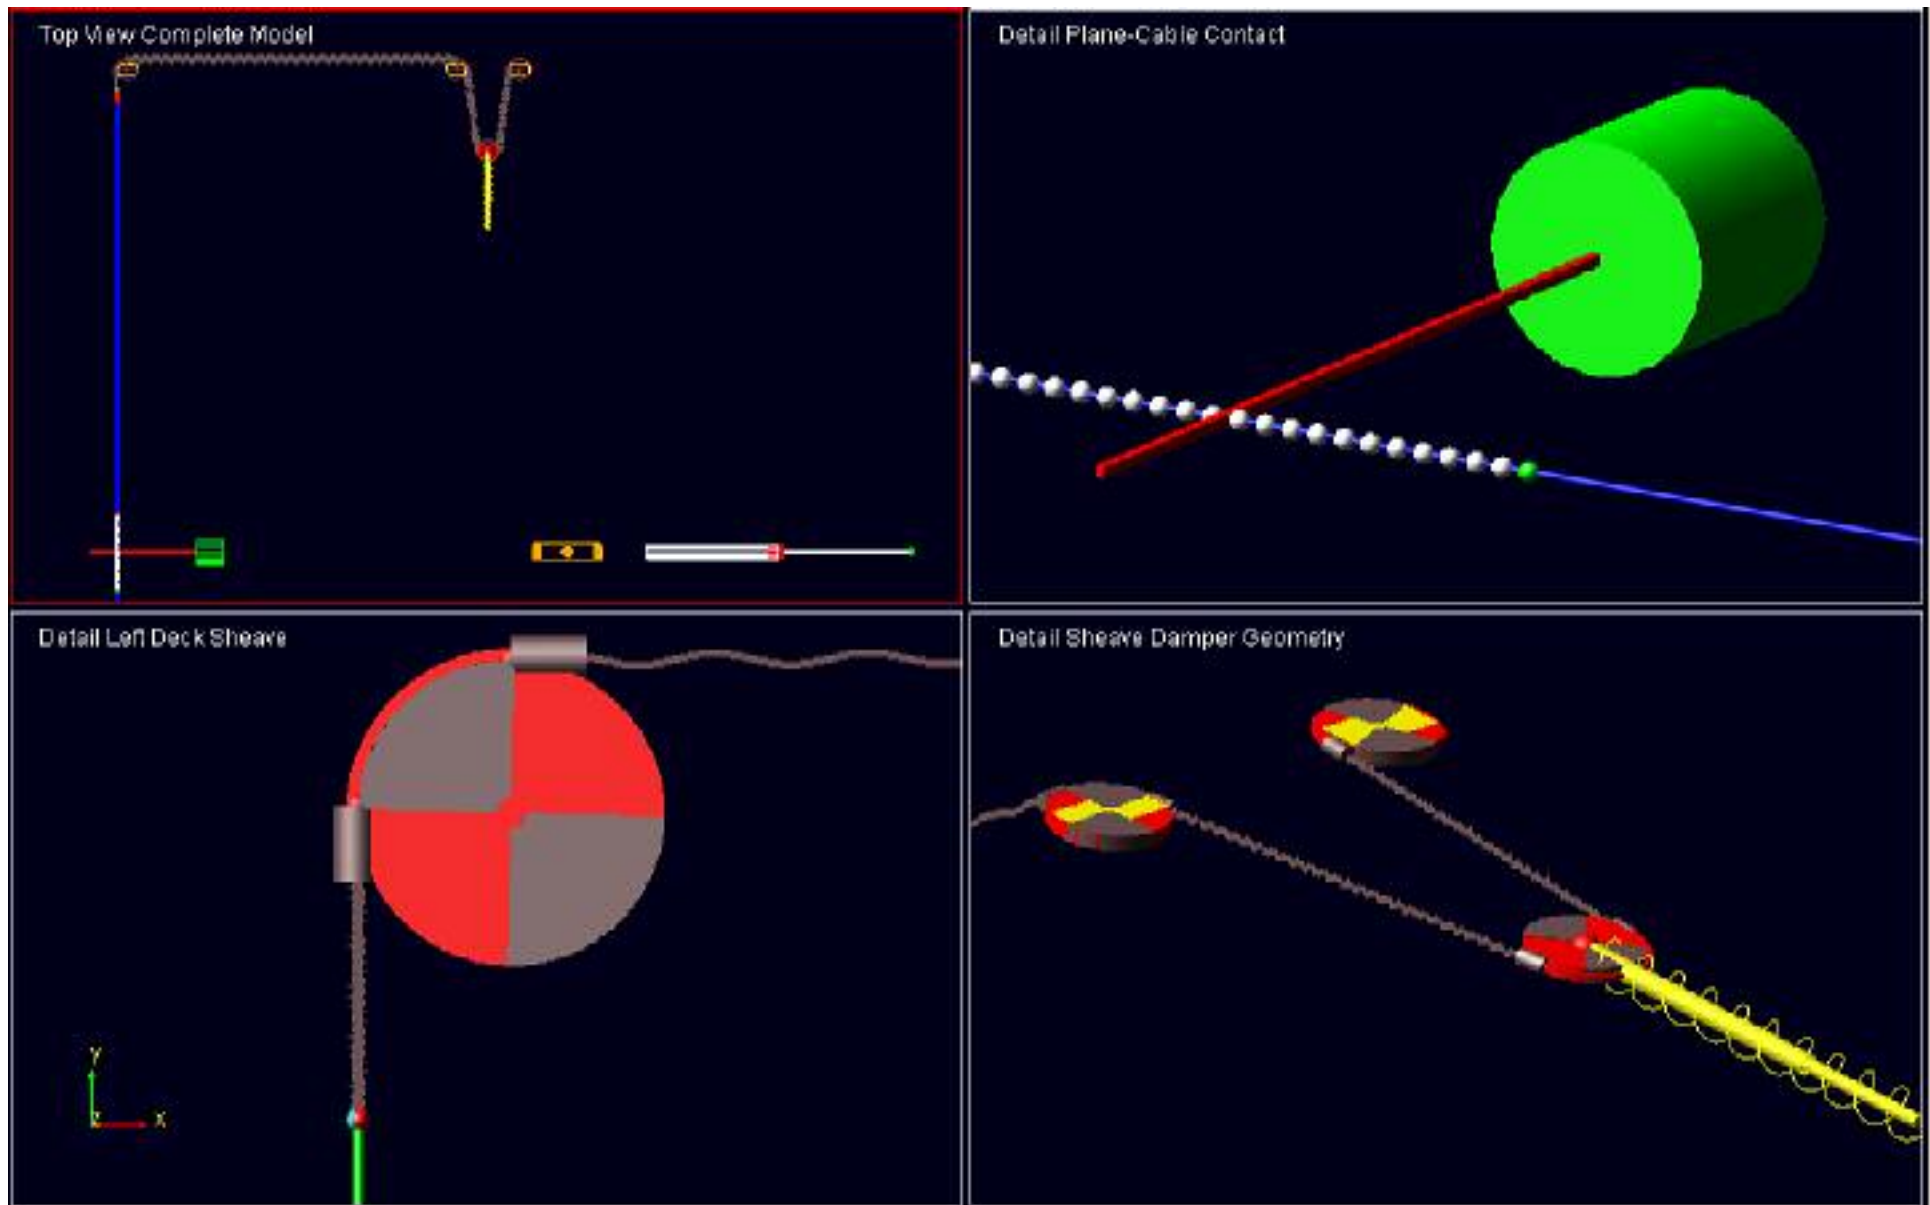 Top View Complete Model
Detail Plane-Cable Contact
Detail Left Deck Sheave
Detail Sheave Damper Geometry
y
z
x